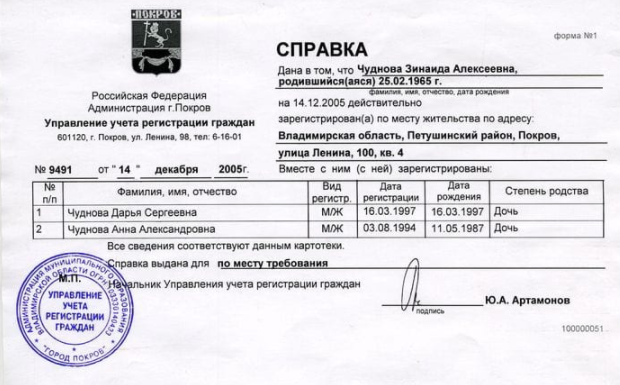 ПОКРОВ
форма №1
СПРАВКА
Дана в том, что Чуднова Зинаида Алексеевна,
родившийся(аяся) 25.02.1965 г.
фамилия, имя, отчество, дата рождения
на 14.12.2005 действительно
зарегистрирован(а) по месту жительства по адресу:
Владимирская область, Петушинский район, Покров,
улица Ленина, 100, кв. 4
Российская Федерация
Администрация г.Покров
Управление учета регистрации граждан
601120, г. Покров, ул. Ленина, 98, тел: 6-16-01
№ 9491 от "14" декабря 2005г.
Вместе с ним (с ней) зарегистрированы:
№ п/п Фамилия, имя, отчество Вид регистр. Дата регистрации Дата рождения Степень родства
1 Чуднова Дарья Сергеевна М/Ж 16.03.1997 16.03.1997 Дочь
2 Чуднова Анна Александровна М/Ж 03.08.1994 11.05.1987 Дочь
Все сведения соответствуют данным картотеки.
Справка выдана для по месту требования
М.П.
Начальник Управления учета регистрации граждан
Ю.А. Артамонов
подпись
100000051
АДМИНИСТРАЦИЯ МУНИЦИПАЛЬНОГО ОБРАЗОВАНИЯ
"ГОРОД ПОКРОВ"
ВЛАДИМИРСКОЙ ОБЛАСТИ ОГРН
УПРАВЛЕНИЕ
УЧЕТА
РЕГИСТРАЦИИ
ГРАЖДАН